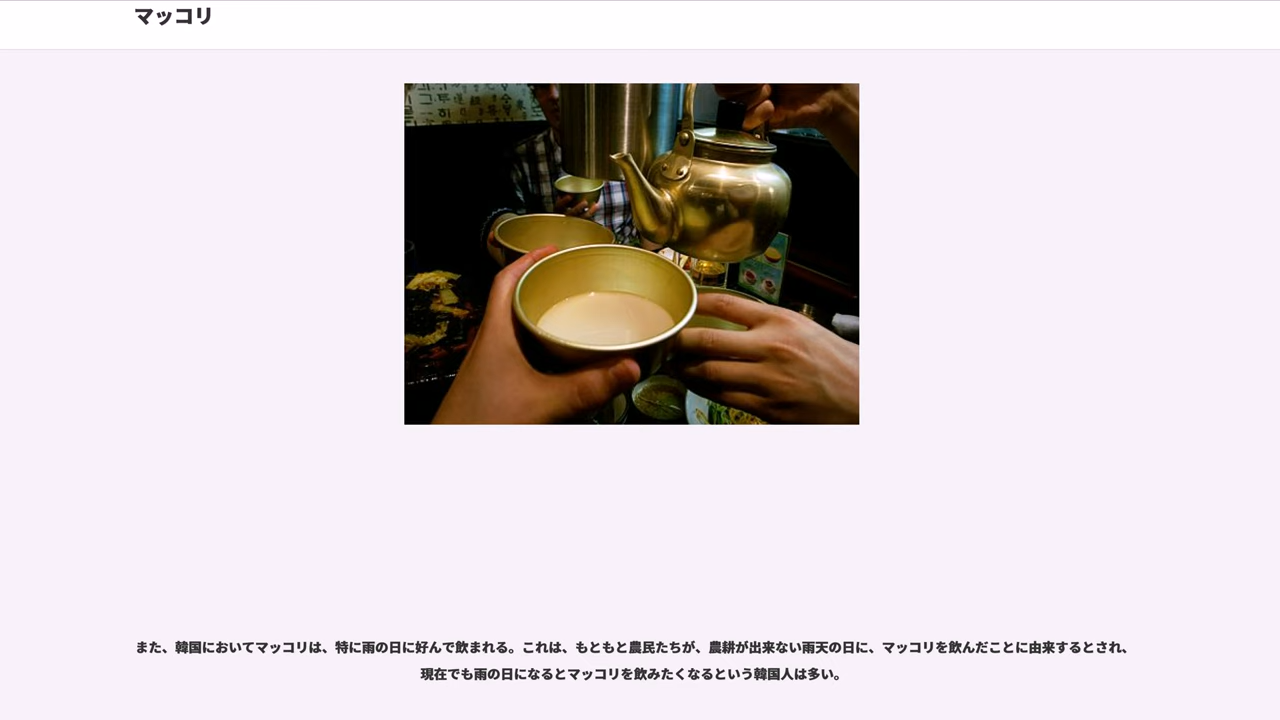 マッコリ
また、韓国においてマッコリは、特に雨の日に好んで飲まれる。これは、もともと農民たちが、農耕が出来ない雨天の日に、マッコリを飲んだことに由来するとされ、
現在でも雨の日になるとマッコリを飲みたくなるという韓国人は多い。